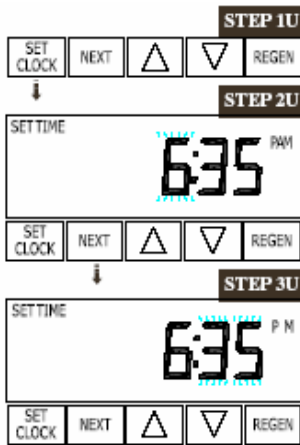 STEP 1U
SET CLOCK NEXT REGEN
STEP 2U
SET TIME
6:35 PAM
SET CLOCK NEXT REGEN
STEP 3U
SET TIME
6:35 P M
SET CLOCK NEXT REGEN